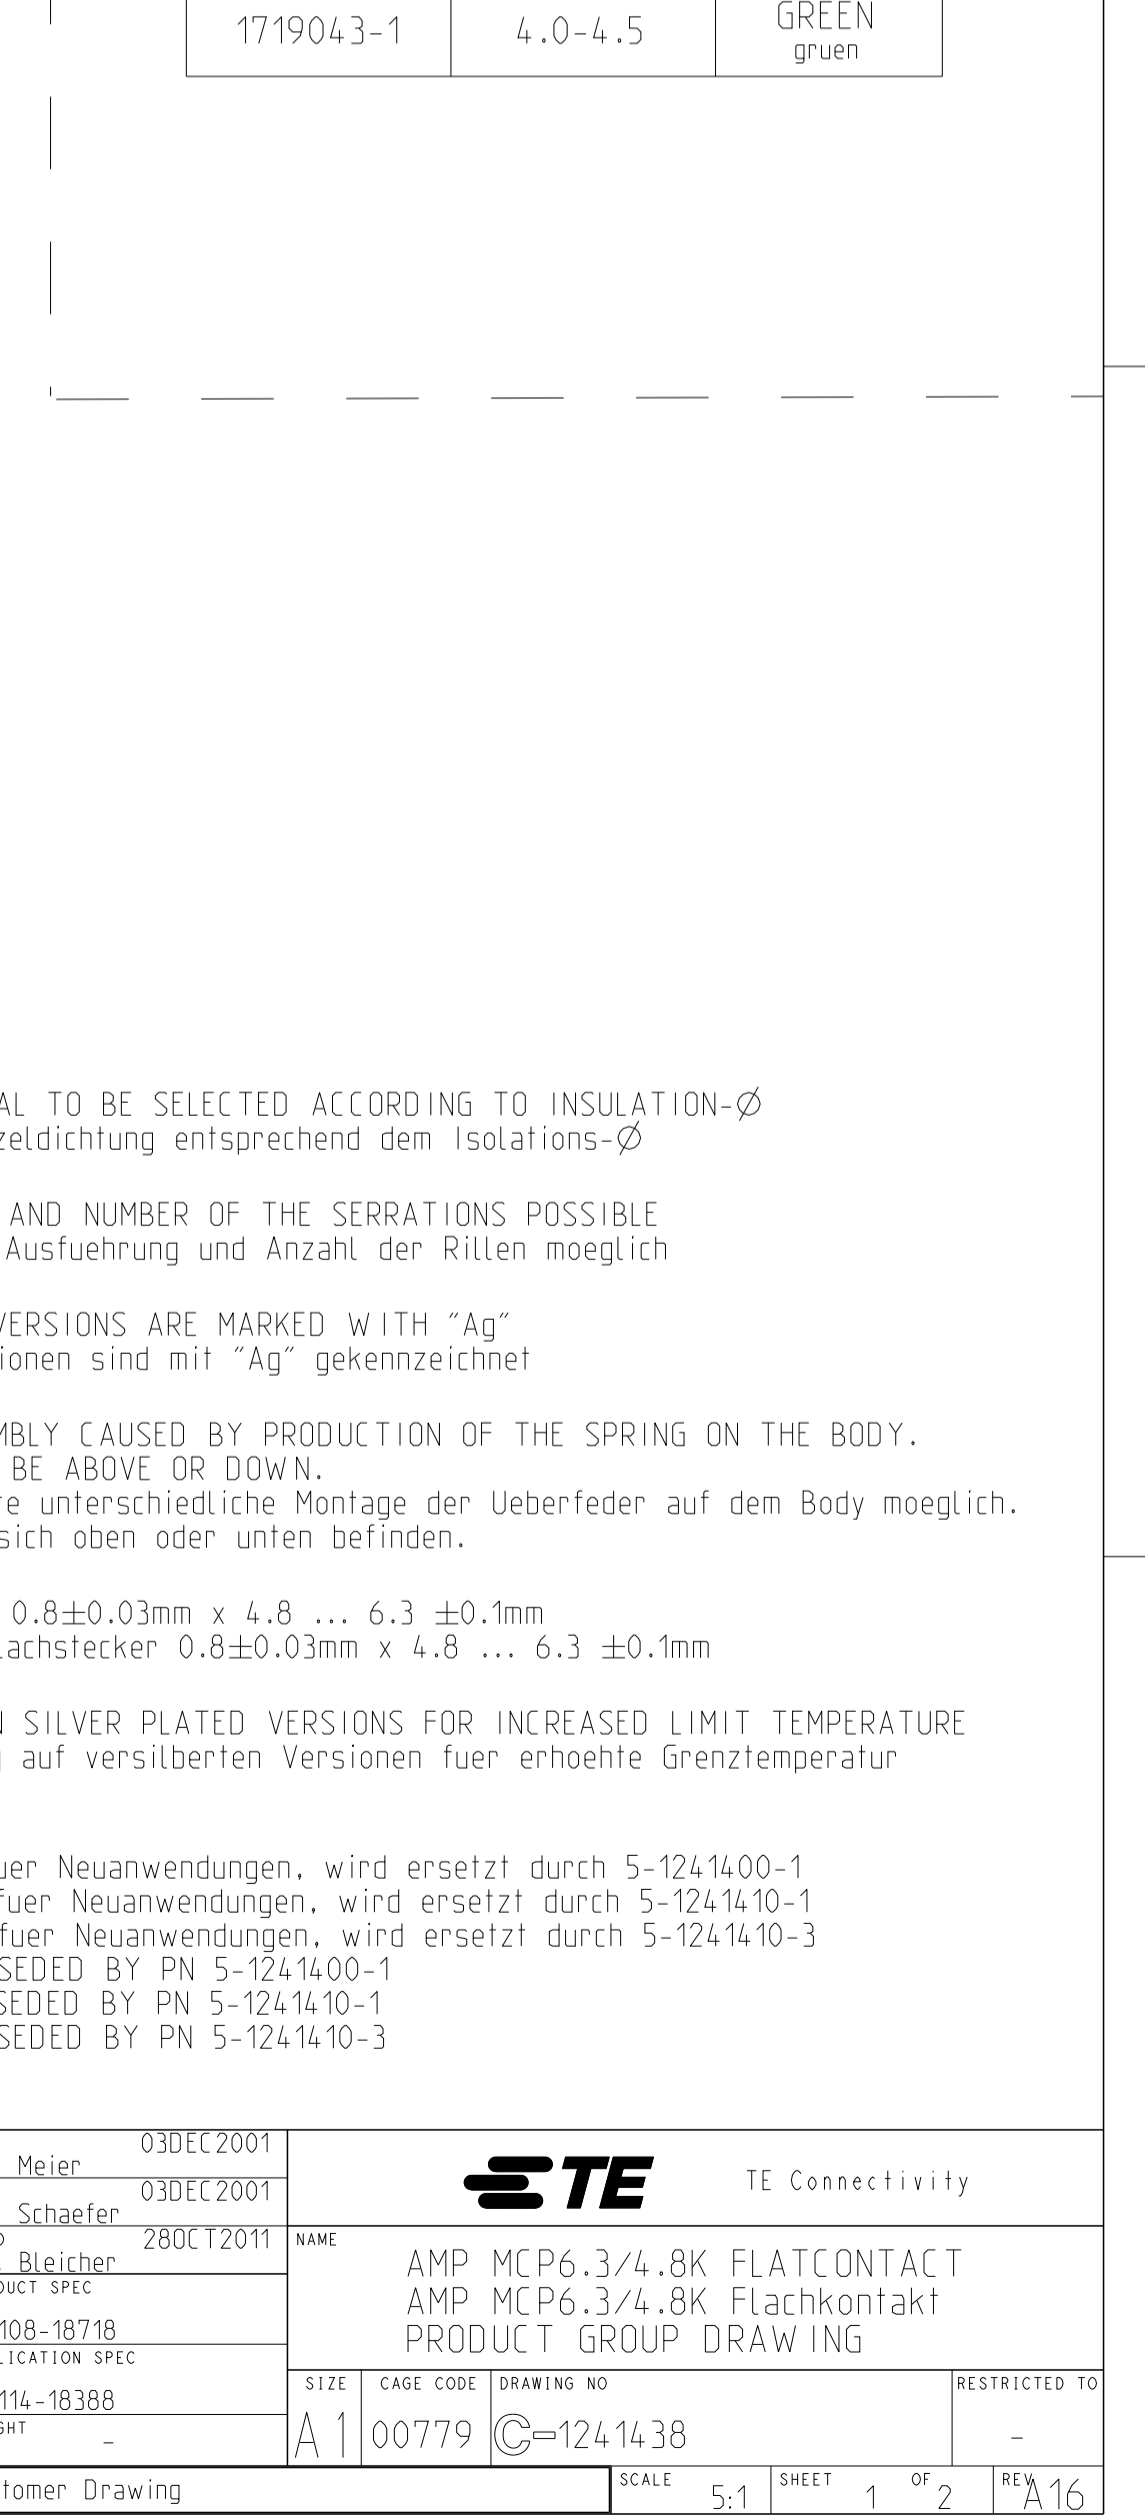 1719043-1 4.0-4.5 GREEN
gruen
AL TO BE SELECTED ACCORDING TO INSULATION-Ø
zeldichtung entsprechend dem Isolations-Ø
AND NUMBER OF THE SERRATIONS POSSIBLE
Ausfuehrung und Anzahl der Rillen moeglich
VERSIONS ARE MARKED WITH "Ag"
ionen sind mit "Ag" gekennzeichnet
MBLY CAUSED BY PRODUCTION OF THE SPRING ON THE BODY.
BE ABOVE OR DOWN.
te unterschiedliche Montage der Ueberfeder auf dem Body moeglich.
sich oben oder unten befinden.
0.8±0.03mm x 4.8 ... 6.3 ±0.1mm
lachstecker 0.8±0.03mm x 4.8 ... 6.3 ±0.1mm
N SILVER PLATED VERSIONS FOR INCREASED LIMIT TEMPERATURE
g auf versilberten Versionen fuer erhoehte Grenztemperatur
uer Neuanwendungen, wird ersetzt durch 5-1241400-1
fuer Neuanwendungen, wird ersetzt durch 5-1241410-1
fuer Neuanwendungen, wird ersetzt durch 5-1241410-3
SEDED BY PN 5-1241400-1
SEDED BY PN 5-1241410-1
SEDED BY PN 5-1241410-3
03DEC2001
Meier
03DEC2001
Schaefer
28OCT2011
Bleicher
DUCT SPEC
108-18718
LICATION SPEC
114-18388
GHT
-
TE TE Connectivity
NAME
AMP MCP6.3/4.8K FLATCONTACT
AMP MCP6.3/4.8K Flachkontakt
PRODUCT GROUP DRAWING
SIZE CAGE CODE DRAWING NO RESTRICTED TO
A1 00779 C-1241438 -
tomer Drawing
SCALE 5:1 SHEET 1 OF 2 REV A16